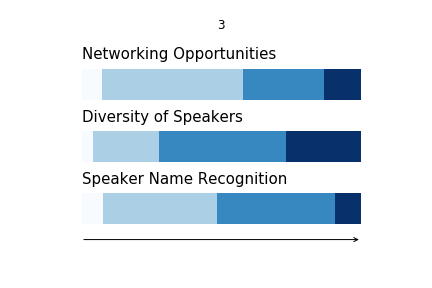 3
Networking Opportunities
Diversity of Speakers
Speaker Name Recognition